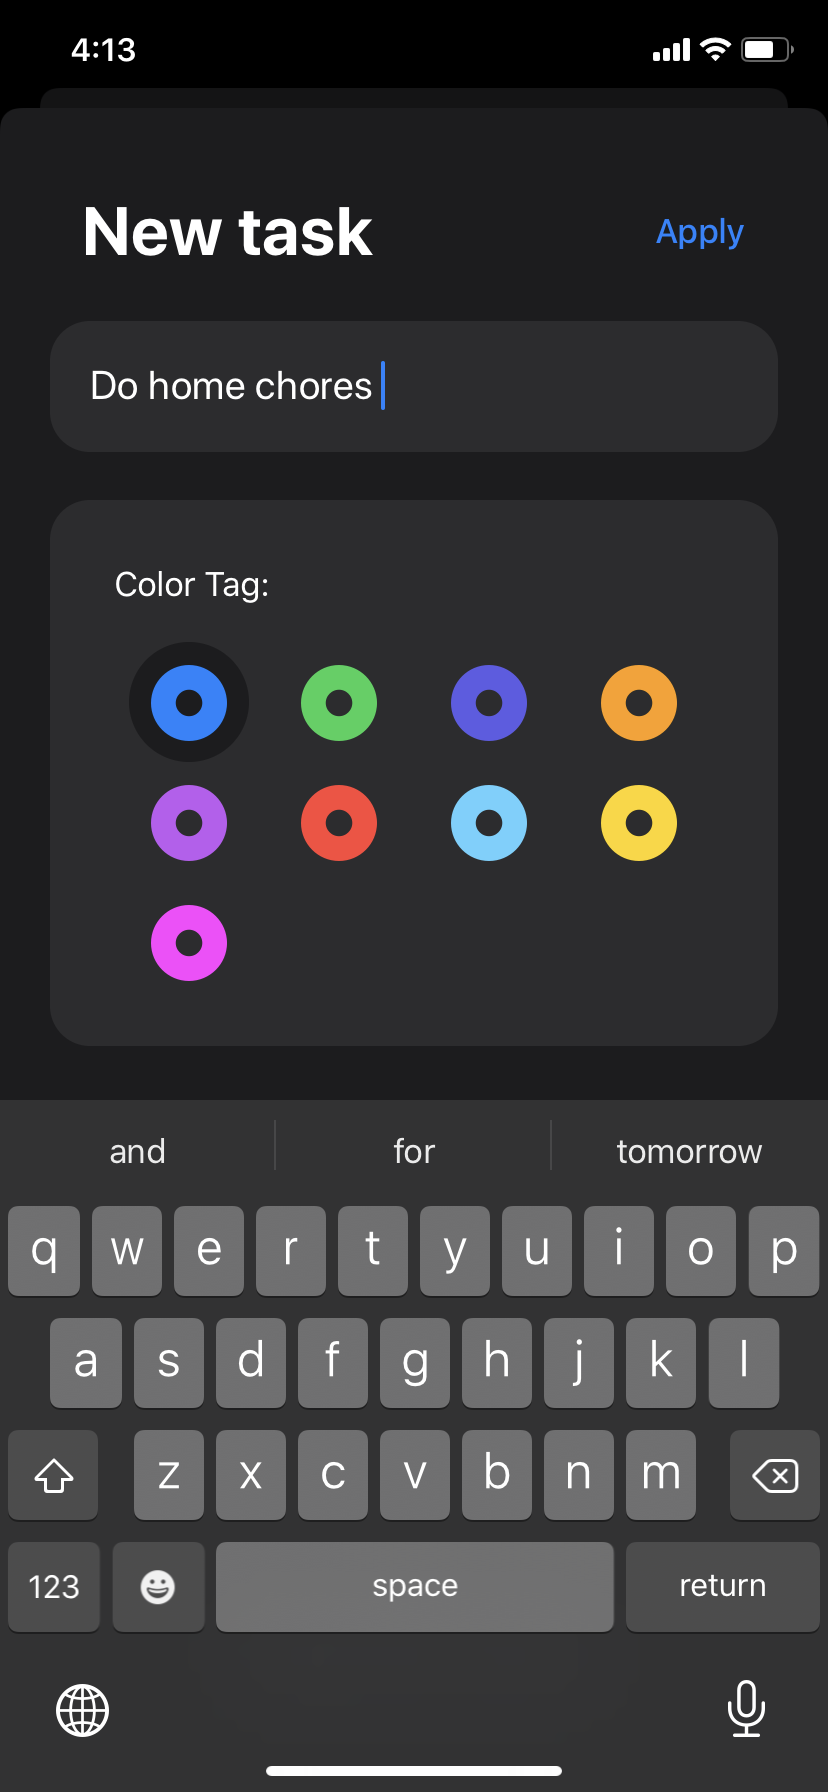 4:13
New task
Apply
Do home chores
Color Tag:
and for tomorrow
q w e r t y u i o p
a s d f g h j k l
z x c v b n m
123 space return